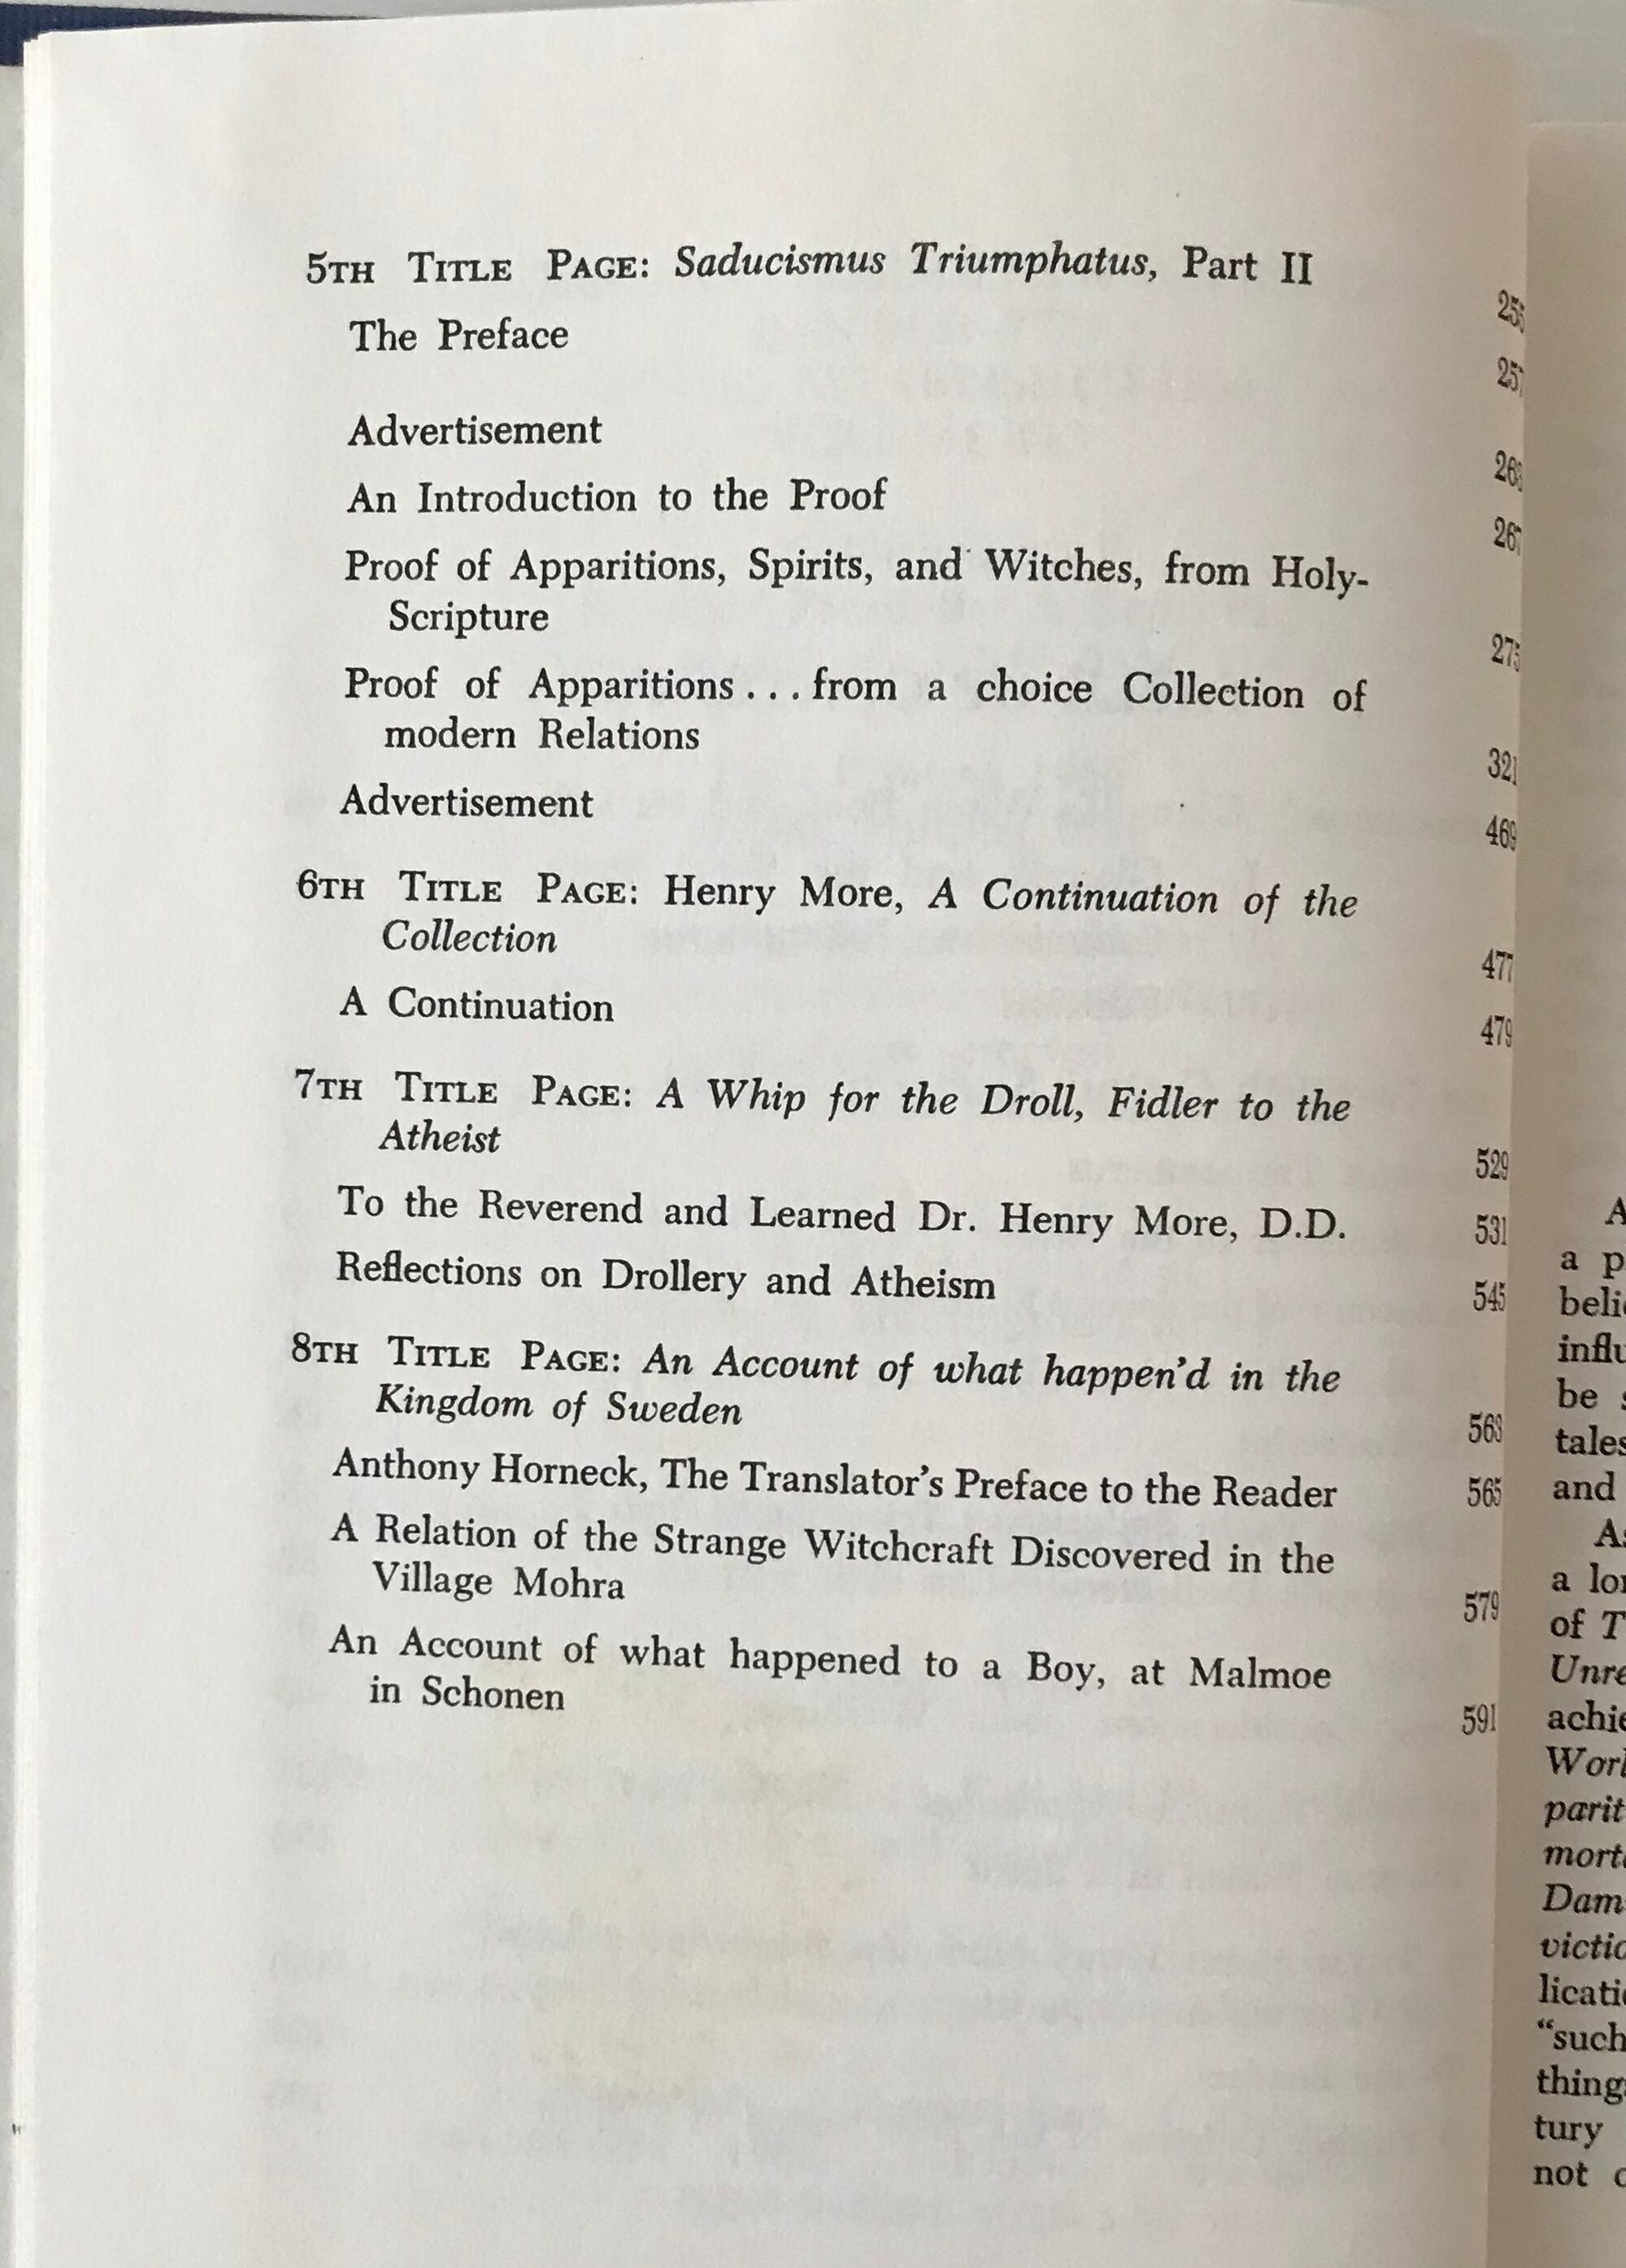 5TH TITLE PAGE: Saducismus Triumphatus, Part II
The Preface
Advertisement
An Introduction to the Proof
Proof of Apparitions, Spirits, and Witches, from Holy-
Scripture
275
Proof of Apparitions . . . from a choice Collection of
modern Relations
321
Advertisement
469
6TH TITLE PAGE: Henry More, A Continuation of the
Collection
477
A Continuation
479
7TH TITLE PAGE: A Whip for the Droll, Fidler to the
Atheist
529
To the Reverend and Learned Dr. Henry More, D.D.
531
Reflections on Drollery and Atheism
545
8TH TITLE PAGE: An Account of what happen'd in the
Kingdom of Sweden
563
Anthony Horneck, The Translator's Preface to the Reader
565
A Relation of the Strange Witchcraft Discovered in the
Village Mohra
579
An Account of what happened to a Boy, at Malmoe
in Schonen
591
a
be
tales
and
a
of
"such
tury
not